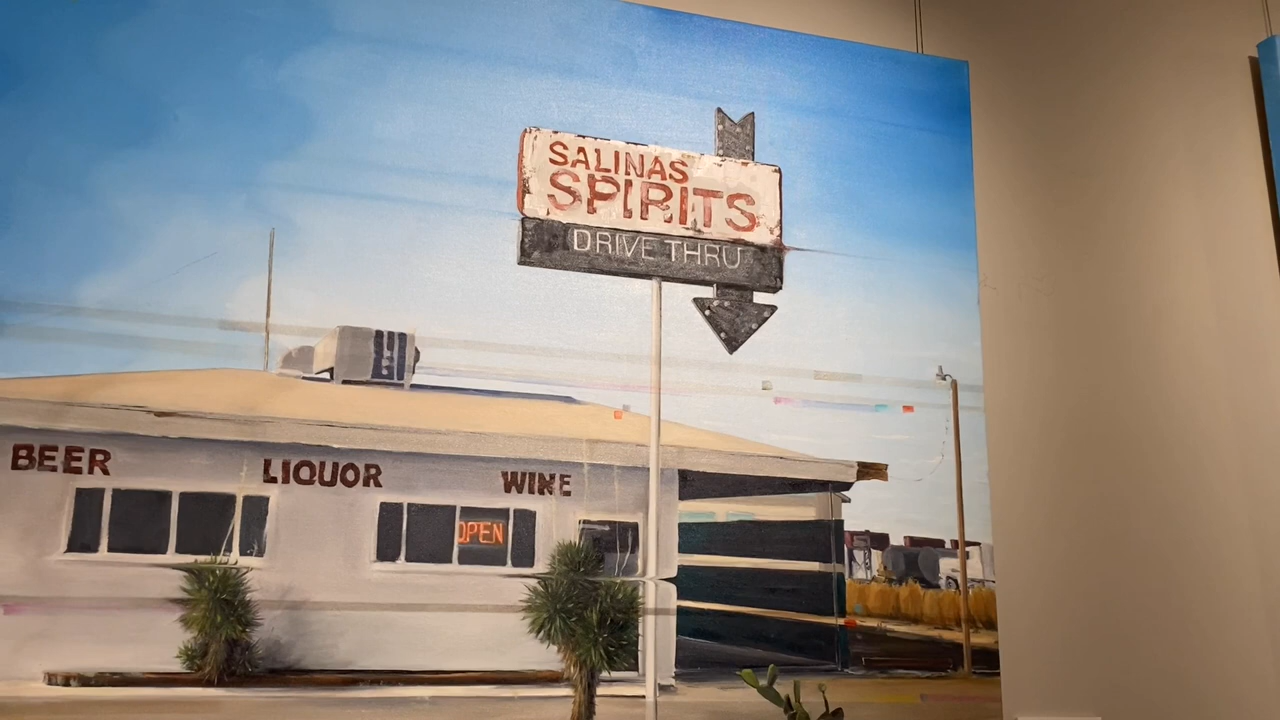 SALINAS
SPIRITS
DRIVE THRU
BEER
LIQUOR
WINE
OPEN